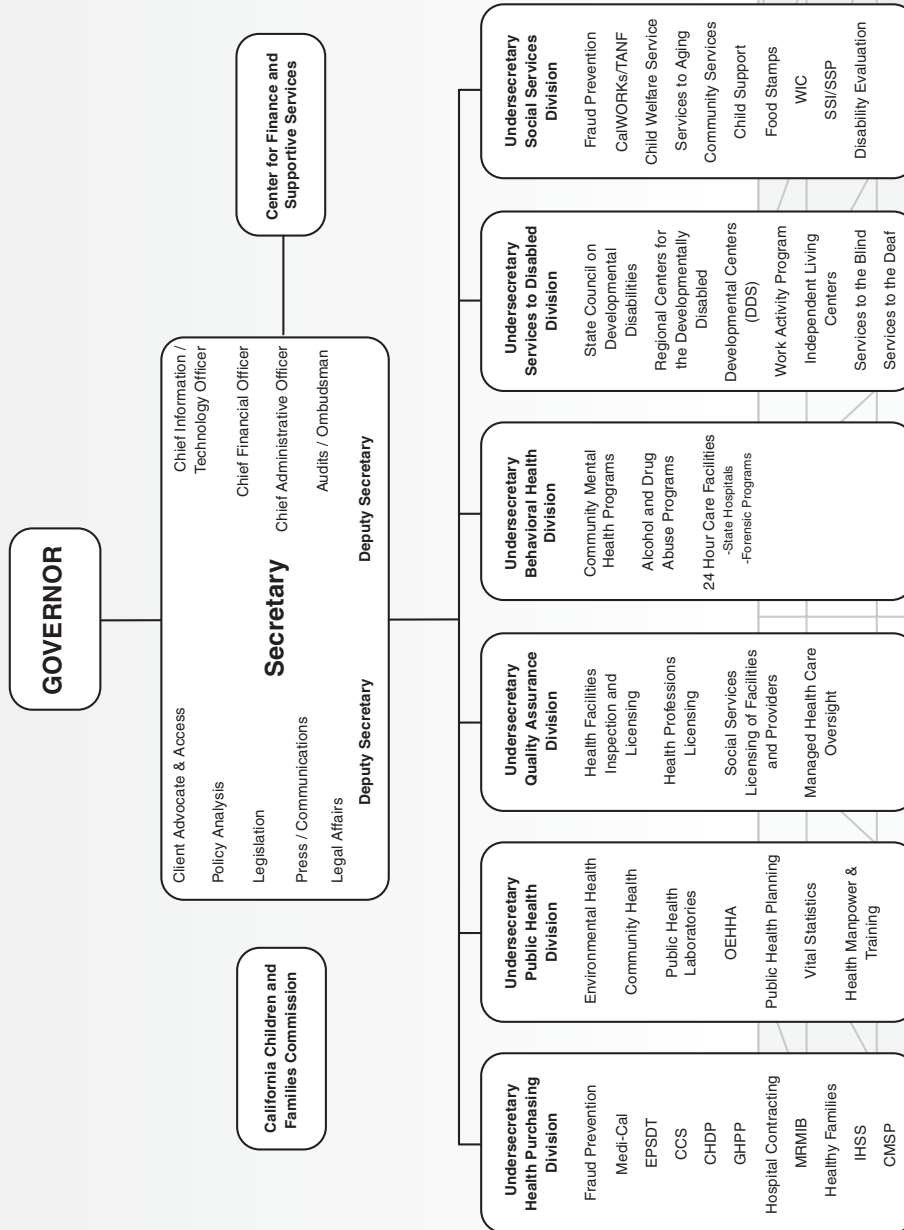 GOVERNOR
California Children and
Families Commission
Client Advocate & Access
Policy Analysis
Legislation
Press / Communications
Legal Affairs
Deputy Secretary
Secretary
Chief Information /
Technology Officer
Chief Financial Officer
Chief Administrative Officer
Audits / Ombudsman
Deputy Secretary
Center for Finance and
Supportive Services
Undersecretary
Health Purchasing
Division
Fraud Prevention
Medi-Cal
EPSDT
CCS
CHDP
GHPP
Hospital Contracting
MRMIB
Healthy Families
IHSS
CMSP
Undersecretary
Public Health
Division
Environmental Health
Community Health
Public Health
Laboratories
OEHHA
Public Health Planning
Vital Statistics
Health Manpower &
Training
Undersecretary
Quality Assurance
Division
Health Facilities
Inspection and
Licensing
Health Professions
Licensing
Social Services
Licensing of Facilities
and Providers
Managed Health Care
Oversight
Undersecretary
Behavioral Health
Division
Community Mental
Health Programs
Alcohol and Drug
Abuse Programs
24 Hour Care Facilities
-State Hospitals
-Forensic Programs
Undersecretary
Services to Disabled
Division
State Council on
Developmental
Disabilities
Regional Centers for
the Developmentally
Disabled
Developmental Centers
(DDS)
Work Activity Program
Independent Living
Centers
Services to the Blind
Services to the Deaf
Undersecretary
Social Services
Division
Fraud Prevention
CalWORKs/TANF
Child Welfare Service
Services to Aging
Community Services
Child Support
Food Stamps
WIC
SSI/SSP
Disability Evaluation